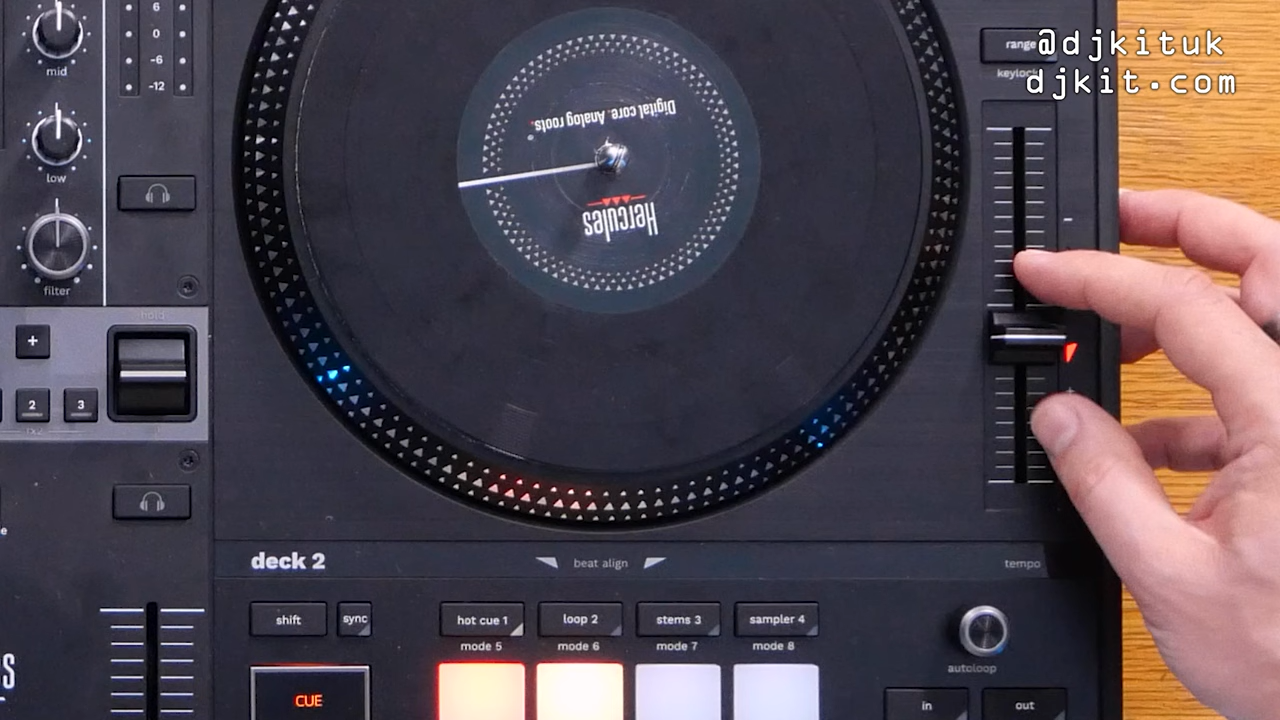 @djkituk
djkit.com
6
0
-6
-12
mid
low
filter
range
keylock
Digital core. Analog roots.
Hercules
hold
+
2
3
-
+
deck 2
beat align
tempo
shift
sync
hot cue 1
loop 2
stems 3
sampler 4
mode 5
mode 6
mode 7
mode 8
autoloop
CUE
in
out